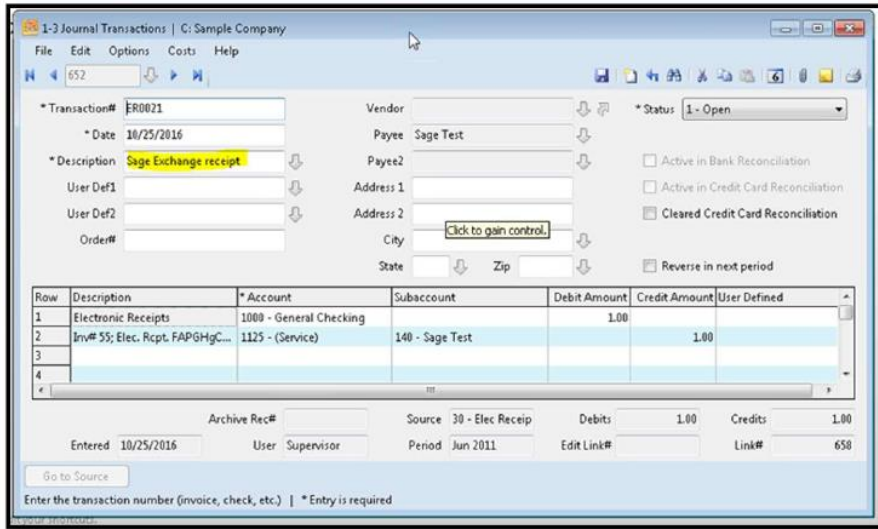 1-3 Journal Transactions | C: Sample Company
File Edit Options Costs Help
652
6
* Transaction# ER0021 Vendor * Status 1 - Open
* Date 10/25/2016 Payee Sage Test
* Description Sage Exchange receipt Payee2 Active in Bank Reconciliation
User Def1 Address 1 Active in Credit Card Reconciliation
User Def2 Address 2 Cleared Credit Card Reconciliation
Click to gain control.
Order# City
State Zip Reverse in next period
Row Description * Account Subaccount Debit Amount Credit Amount User Defined
1 Electronic Receipts 1000 - General Checking 1.00
2 Inv# 55; Elec. Rcpt. FAPGHgC... 1125 - (Service) 140 - Sage Test 1.00
3
4
Archive Rec# Source 30 - Elec Receip Debits 1.00 Credits 1.00
Entered 10/25/2016 User Supervisor Period Jun 2011 Edit Link# Link# 658
Go to Source
Enter the transaction number (invoice, check, etc.) | * Entry is required
your shortcuts.